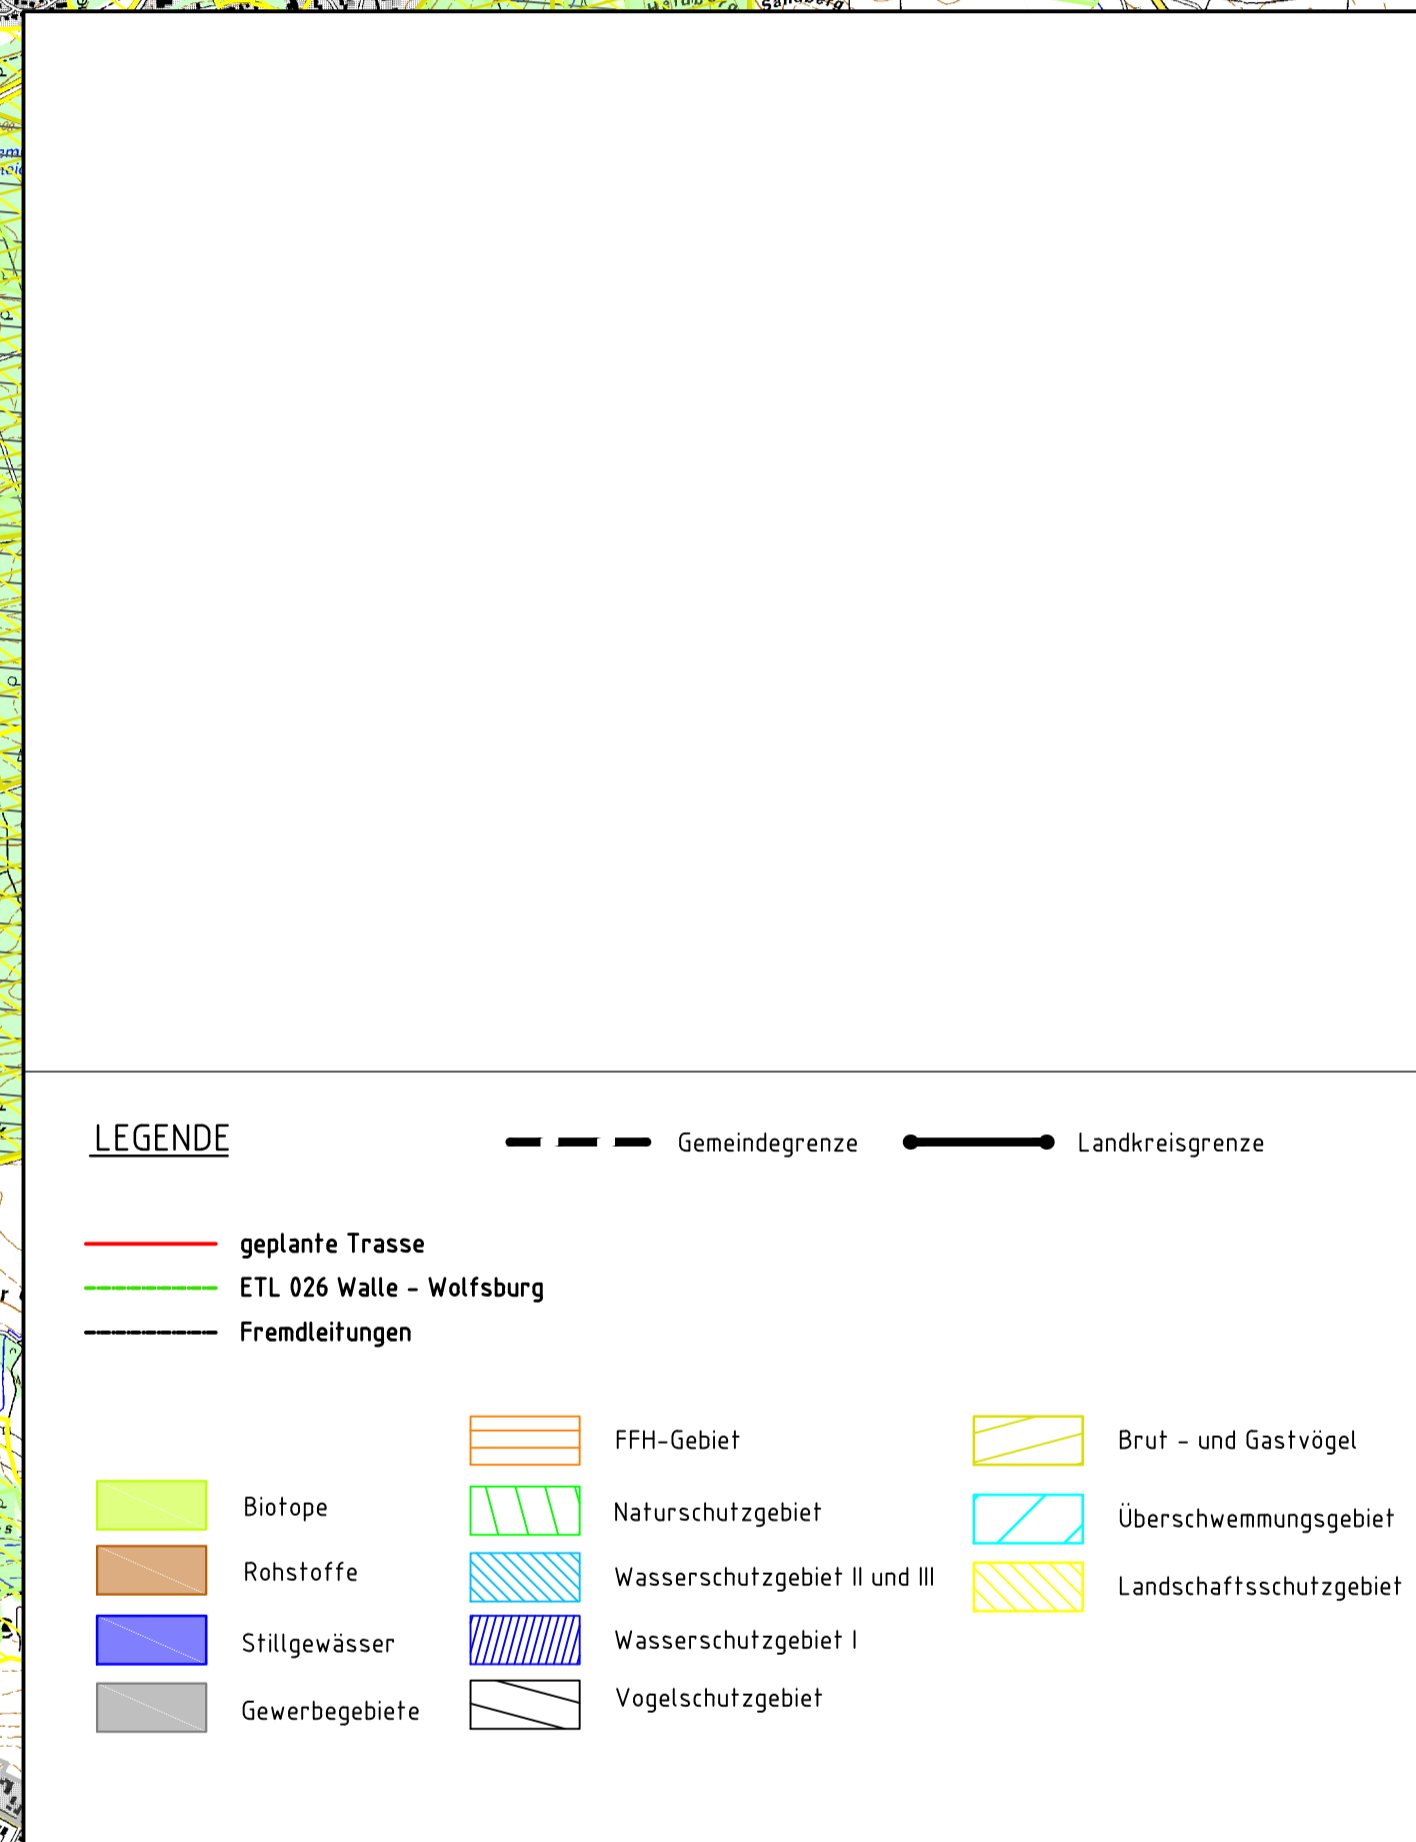 Sandberg
LEGENDE
Gemeindegrenze
Landkreisgrenze
geplante Trasse
ETL 026 Walle - Wolfsburg
Fremdleitungen
Biotope
Rohstoffe
Stillgewässer
Gewerbegebiete
FFH-Gebiet
Naturschutzgebiet
Wasserschutzgebiet II und III
Wasserschutzgebiet I
Vogelschutzgebiet
Brut - und Gastvögel
Überschwemmungsgebiet
Landschaftsschutzgebiet